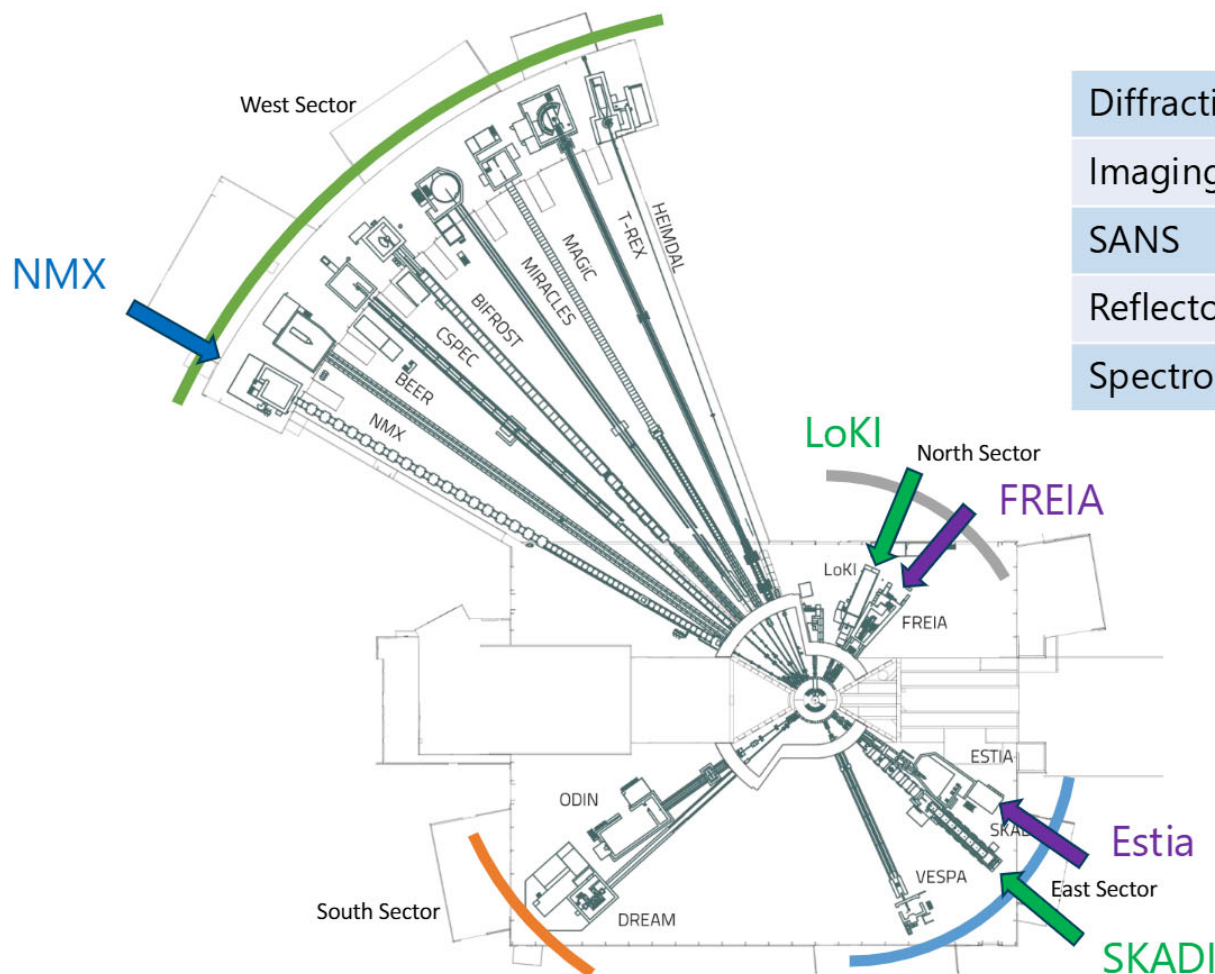 West Sector
NMX
NMX
BEER
CSPEC
BIFROST
MIRACLES
MAGIC
T-REX
HEIMDAL
Diffracti
Imaging
SANS
Reflecto
Spectro
LoKI
North Sector
FREIA
LoKI
FREIA
ESTIA
SKAD
Estia
ODIN
VESPA
East Sector
South Sector
DREAM
SKADI